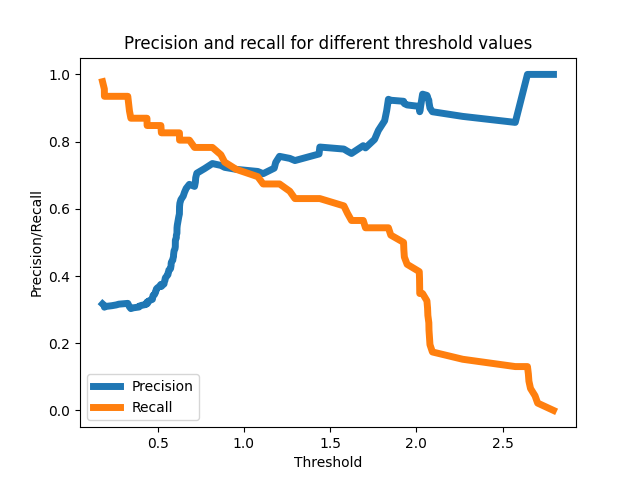 Precision and recall for different threshold values
Precision/Recall
1.0
0.8
0.6
0.4
0.2
0.0
Precision
Recall
0.5 1.0 1.5 2.0 2.5
Threshold